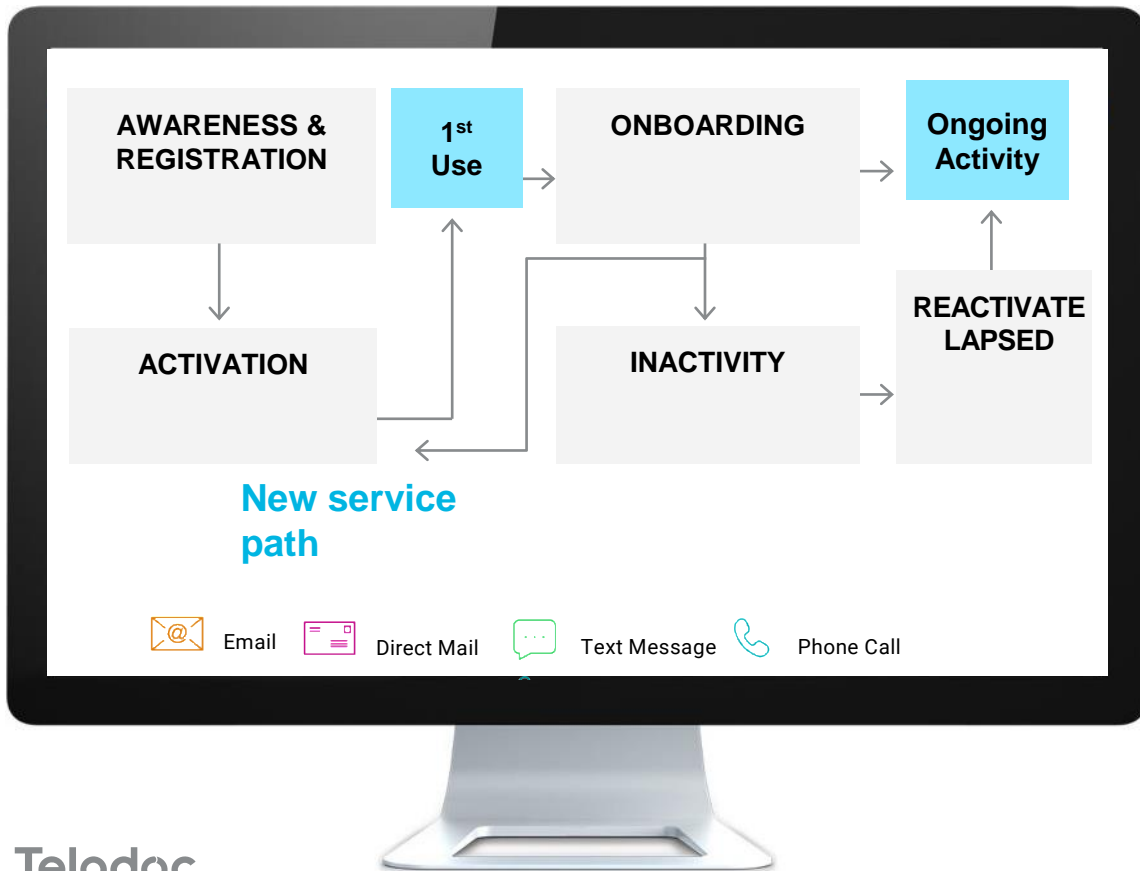 AWARENESS &
REGISTRATION
1st
Use
ONBOARDING
Ongoing
Activity
ACTIVATION
INACTIVITY
REACTIVATE
LAPSED
New service
path
@
Email
Direct Mail
Text Message
Phone Call